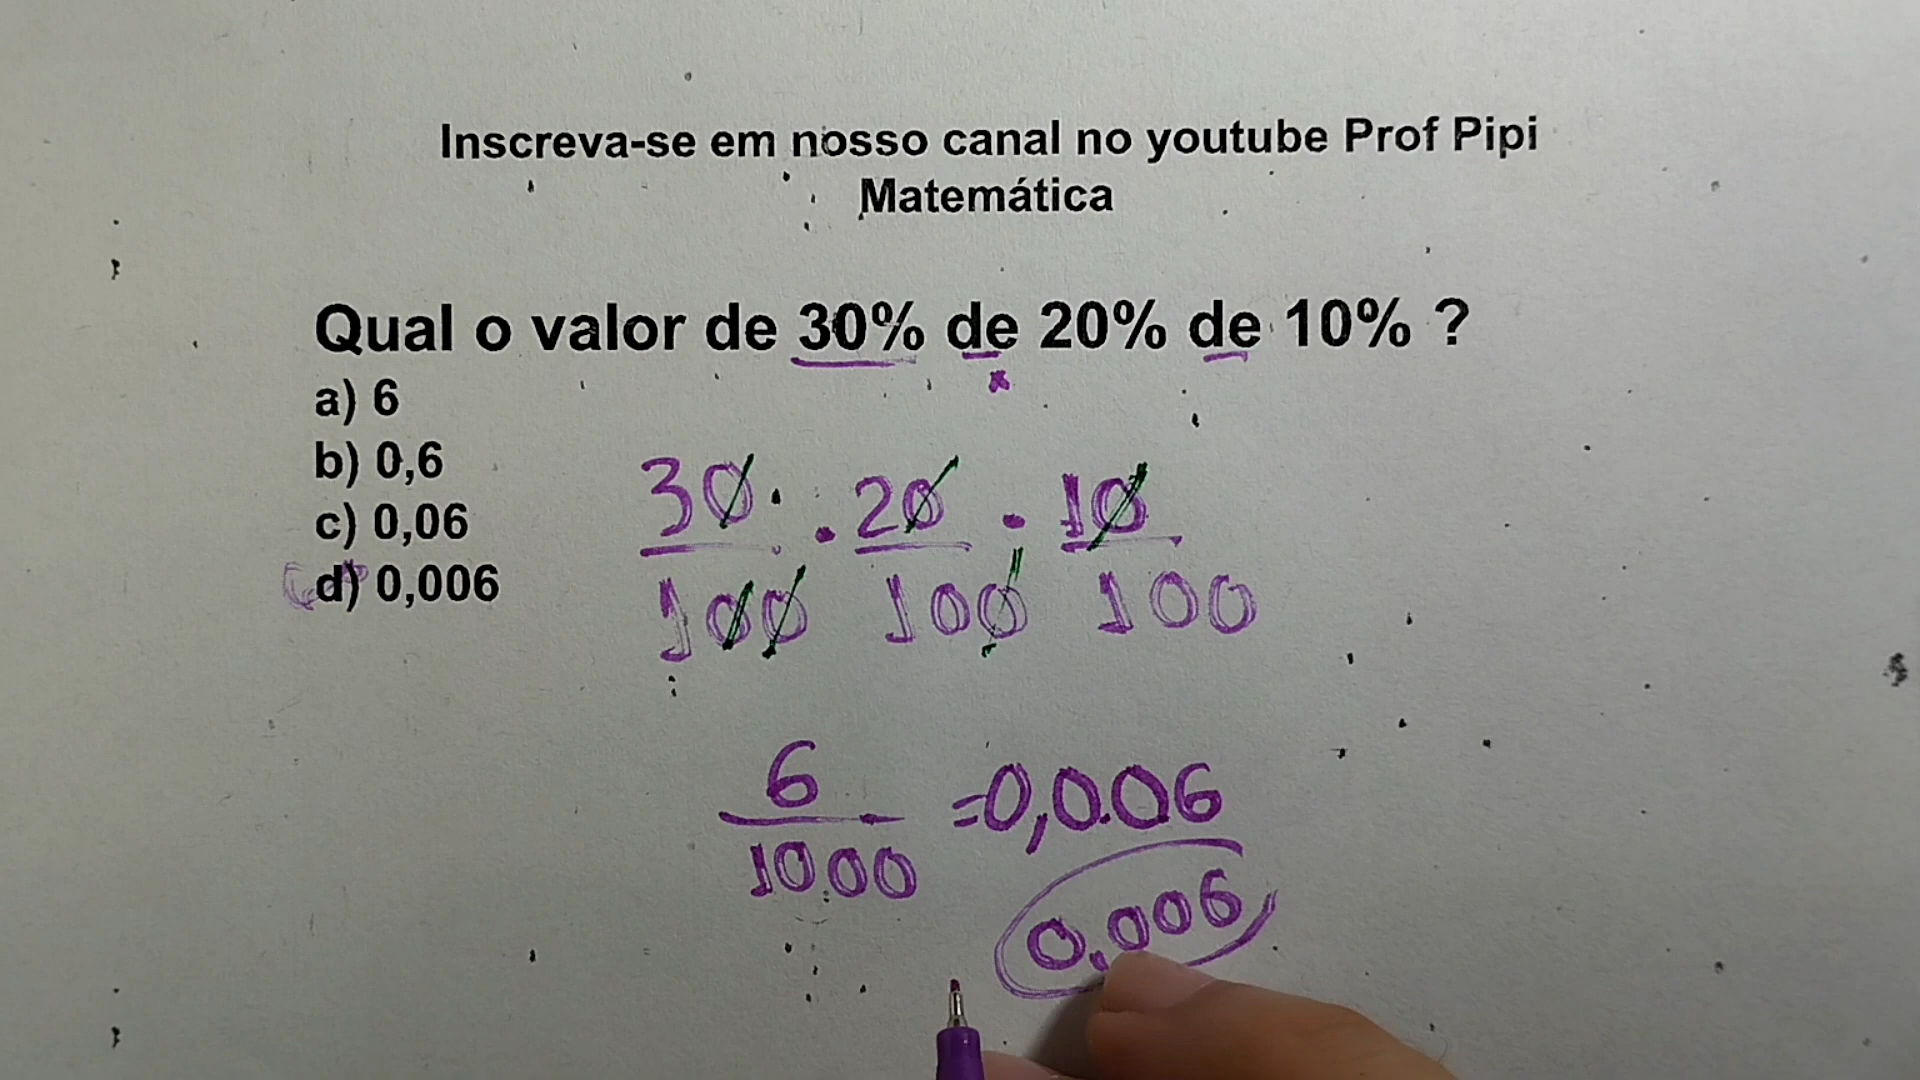 Inscreva-se em nosso canal no youtube Prof Pipi
Matemática
Qual o valor de 30% de 20% de 10% ?
x
a) 6
b) 0,6
c) 0,06
d) 0,006
30 . 20 . 10
100 100 100
6 = 0,006
1000
0,006